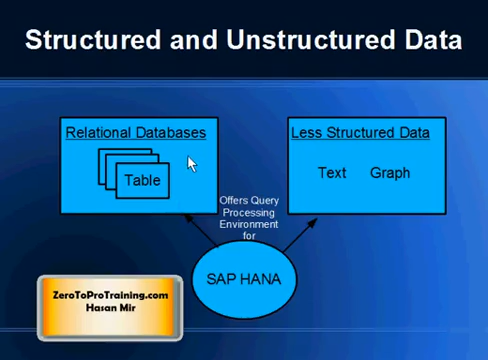 Structured and Unstructured Data
Relational Databases
Table
Less Structured Data
Text Graph
Offers Query
Processing
Environment
for
SAP HANA
ZeroToProTraining.com
Hasan Mir